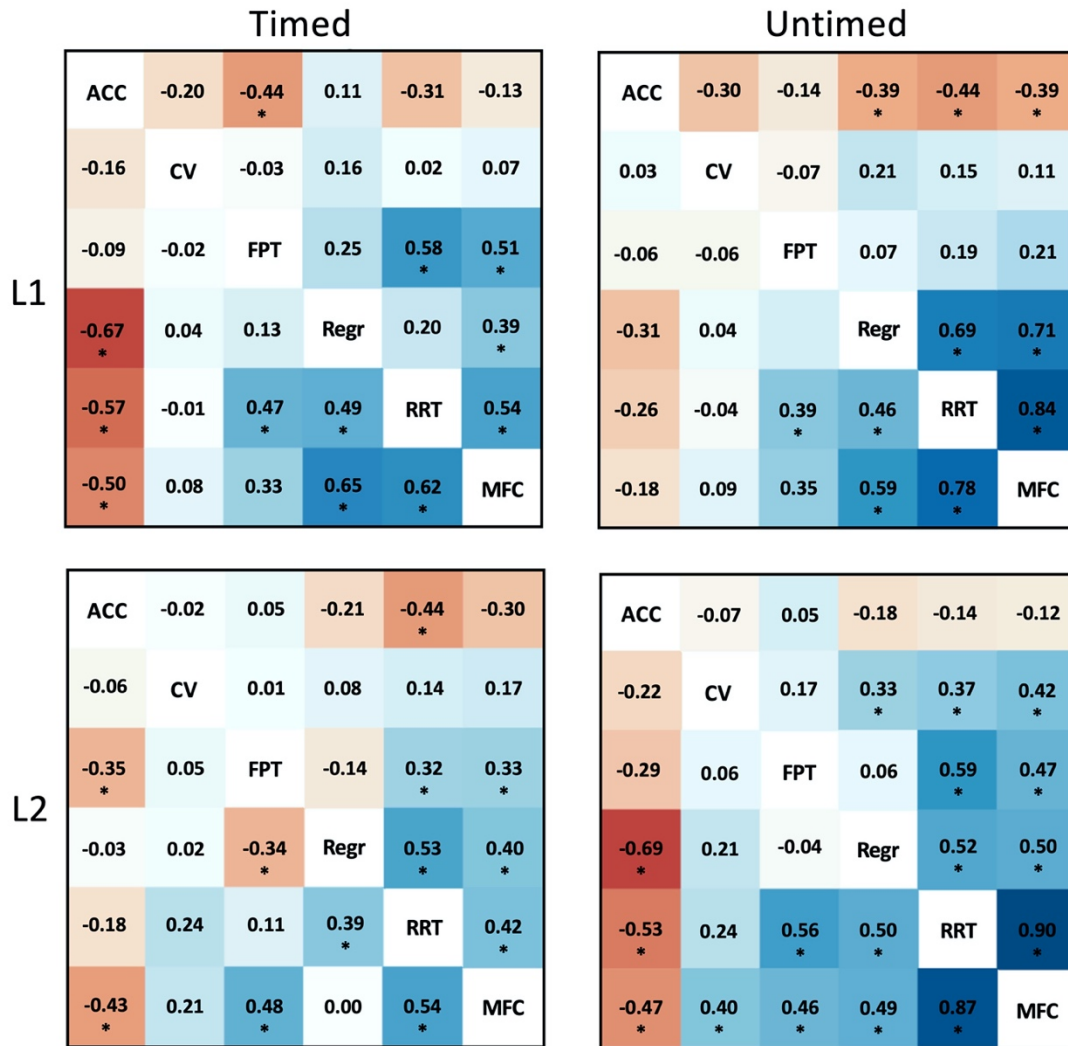 Timed Untimed
L1
ACC -0.20 -0.44 0.11 -0.31 -0.13
*
-0.16 CV -0.03 0.16 0.02 0.07
-0.09 -0.02 FPT 0.25 0.58 0.51
* *
-0.67 0.04 0.13 Regr 0.20 0.39
* *
-0.57 -0.01 0.47 0.49 RRT 0.54
* * * *
-0.50 0.08 0.33 0.65 0.62 MFC
* * *
ACC -0.30 -0.14 -0.39 -0.44 -0.39
* * *
0.03 CV -0.07 0.21 0.15 0.11
-0.06 -0.06 FPT 0.07 0.19 0.21
-0.31 0.04 Regr 0.69 0.71
* *
-0.26 -0.04 0.39 0.46 RRT 0.84
* * *
-0.18 0.09 0.35 0.59 0.78 MFC
* *
L2
ACC -0.02 0.05 -0.21 -0.44 -0.30
*
-0.06 CV 0.01 0.08 0.14 0.17
-0.35 0.05 FPT -0.14 0.32 0.33
* * *
-0.03 0.02 -0.34 Regr 0.53 0.40
* * *
-0.18 0.24 0.11 0.39 RRT 0.42
* *
-0.43 0.21 0.48 0.00 0.54 MFC
* * *
ACC -0.07 0.05 -0.18 -0.14 -0.12
-0.22 CV 0.17 0.33 0.37 0.42
* * *
-0.29 0.06 FPT 0.06 0.59 0.47
* *
-0.69 0.21 -0.04 Regr 0.52 0.50
* * *
-0.53 0.24 0.56 0.50 RRT 0.90
* * * *
-0.47 0.40 0.46 0.49 0.87 MFC
* * * * *